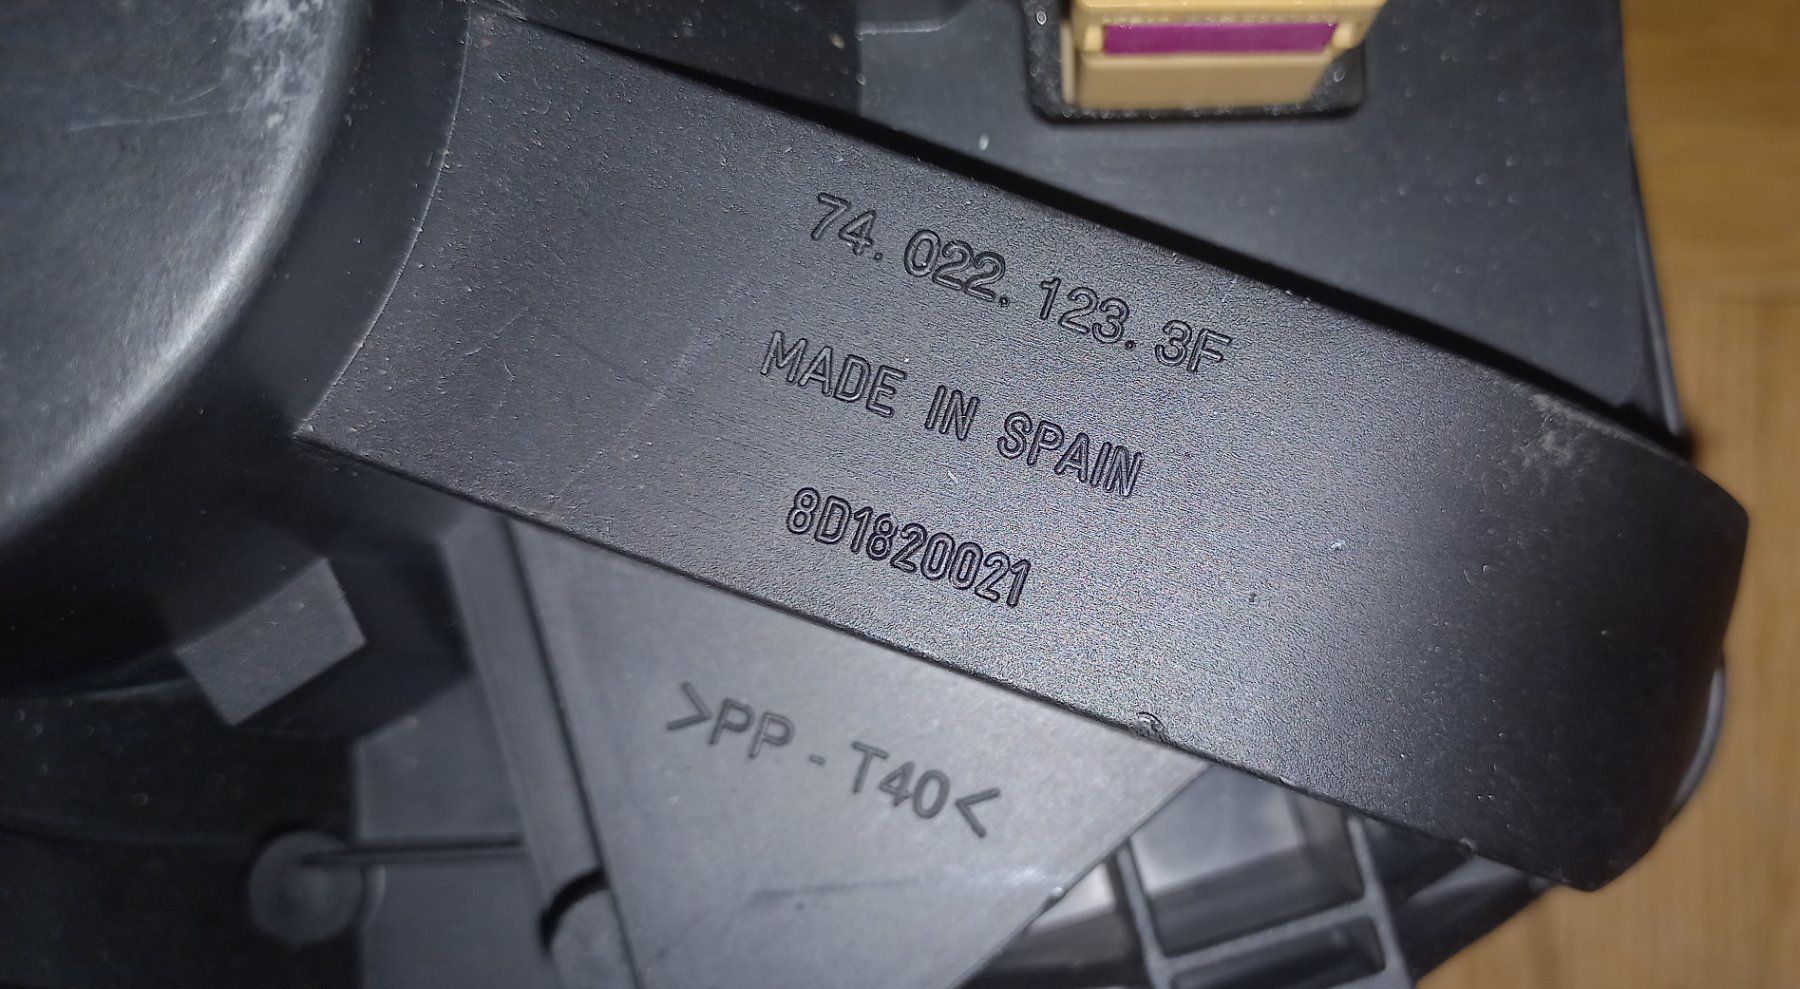 74. 022. 123. 3F
MADE IN SPAIN
8D1820021
>PP - T40<